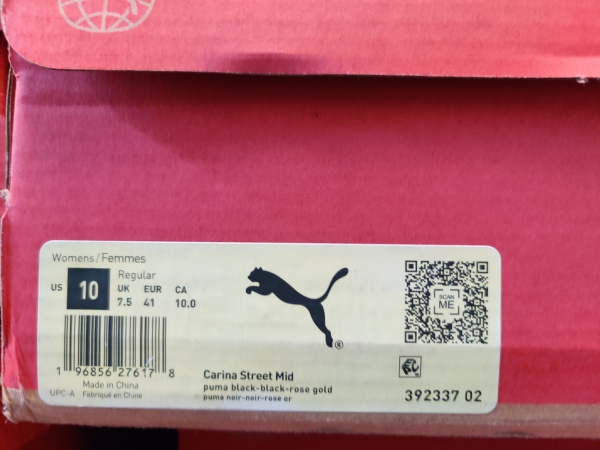 Womens/Femmes
Regular
US 10 UK EUR CA
7.5 41 10.0
1 96856 27617 8
Made in China
UPC-A Fabriqué en Chine
®
Carina Street Mid
puma black-black-rose gold
puma noir-noir-rose or
SCAN
ME
392337 02